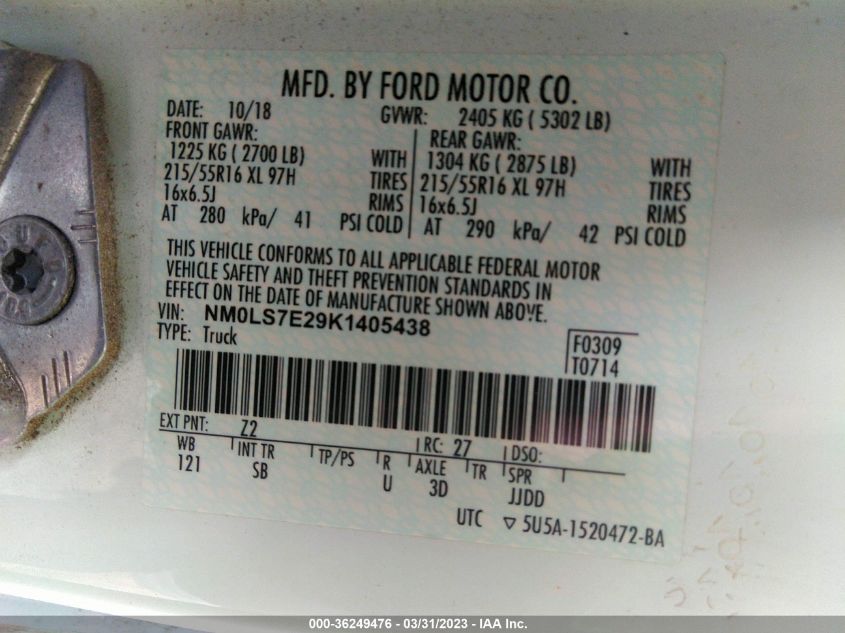 MFD. BY FORD MOTOR CO.
DATE: 10/18 GVWR: 2405 KG ( 5302 LB)
FRONT GAWR: REAR GAWR:
1225 KG ( 2700 LB) WITH 1304 KG ( 2875 LB) WITH
215/55R16 XL 97H TIRES 215/55R16 XL 97H TIRES
16x6.5J RIMS 16x6.5J RIMS
AT 280 kPa/ 41 PSI COLD AT 290 kPa/ 42 PSI COLD
THIS VEHICLE CONFORMS TO ALL APPLICABLE FEDERAL MOTOR
VEHICLE SAFETY AND THEFT PREVENTION STANDARDS IN
EFFECT ON THE DATE OF MANUFACTURE SHOWN ABOVE.
VIN: NM0LS7E29K1405438
TYPE: Truck
F0309
T0714
EXT PNT: Z2 RC: 27 DSO:
WB INT TR TP/PS R AXLE TR SPR
121 SB U 3D JJDD
UTC ▽ 5U5A-1520472-BA
000-36249476 - 03/31/2023 - IAA Inc.